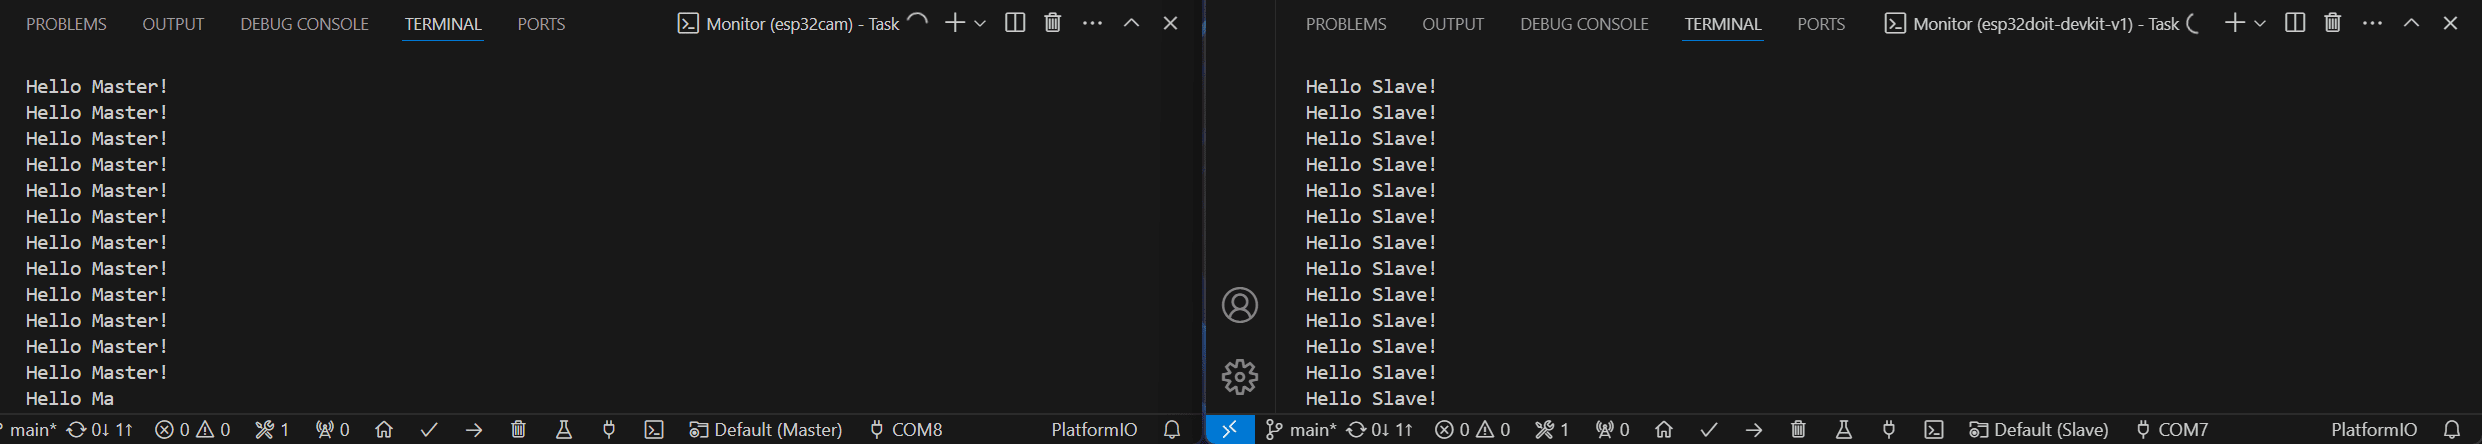 PROBLEMS OUTPUT DEBUG CONSOLE TERMINAL PORTS Monitor (esp32cam) - Task
Hello Master!
Hello Master!
Hello Master!
Hello Master!
Hello Master!
Hello Master!
Hello Master!
Hello Master!
Hello Master!
Hello Master!
Hello Master!
Hello Master!
Hello Ma
main* 0↓ 1↑ 0 0 1 0 Default (Master) COM8 PlatformIO
PROBLEMS OUTPUT DEBUG CONSOLE TERMINAL PORTS Monitor (esp32doit-devkit-v1) - Task
Hello Slave!
Hello Slave!
Hello Slave!
Hello Slave!
Hello Slave!
Hello Slave!
Hello Slave!
Hello Slave!
Hello Slave!
Hello Slave!
Hello Slave!
Hello Slave!
Hello Slave!
main* 0↓ 1↑ 0 0 1 0 Default (Slave) COM7 PlatformIO